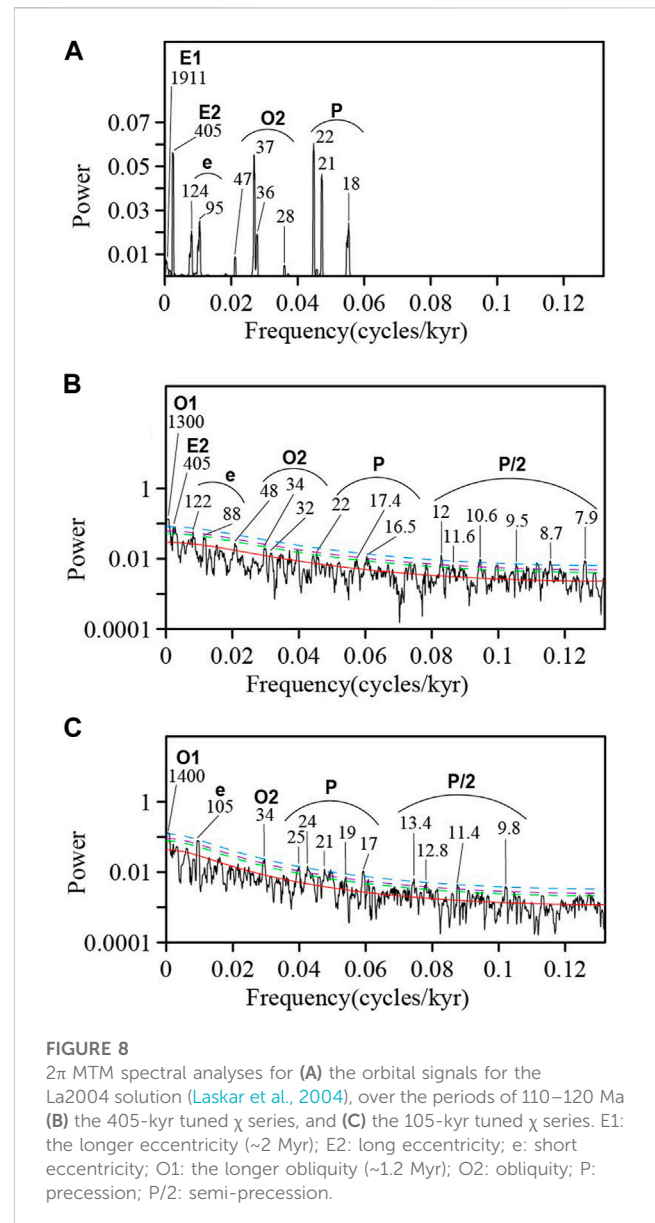 A
E1
1911
E2
405
e
124
95
O2
37
47
36
28
P
22
21
18
Power
0.07
0.05
0.03
0.01
0 0.02 0.04 0.06 0.08 0.1 0.12
Frequency(cycles/kyr)
B
O1
1300
E2
405
e
122
88
O2
48
34
32
P
22
17.4
16.5
P/2
12
11.6
10.6
9.5
8.7
7.9
Power
1
0.01
0.0001
0 0.02 0.04 0.06 0.08 0.1 0.12
Frequency(cycles/kyr)
C
O1
1400
e
105
O2
34
P
25
24
21
19
17
P/2
13.4
12.8
11.4
9.8
Power
1
0.01
0.0001
0 0.02 0.04 0.06 0.08 0.1 0.12
Frequency(cycles/kyr)
FIGURE 8
2π MTM spectral analyses for (A) the orbital signals for the
La2004 solution (Laskar et al., 2004), over the periods of 110–120 Ma
(B) the 405-kyr tuned χ series, and (C) the 105-kyr tuned χ series. E1:
the longer eccentricity (~2 Myr); E2: long eccentricity; e: short
eccentricity; O1: the longer obliquity (~1.2 Myr); O2: obliquity; P:
precession; P/2: semi-precession.